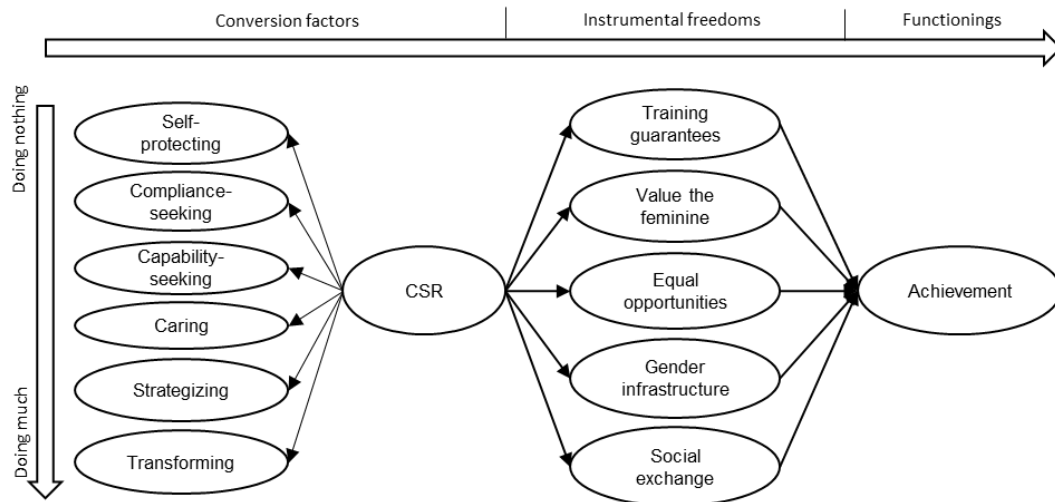 Conversion factors
Instrumental freedoms
Functionings
Doing nothing
Doing much
Self-
protecting
Compliance-
seeking
Capability-
seeking
Caring
Strategizing
Transforming
CSR
Training
guarantees
Value the
feminine
Equal
opportunities
Gender
infrastructure
Social
exchange
Achievement